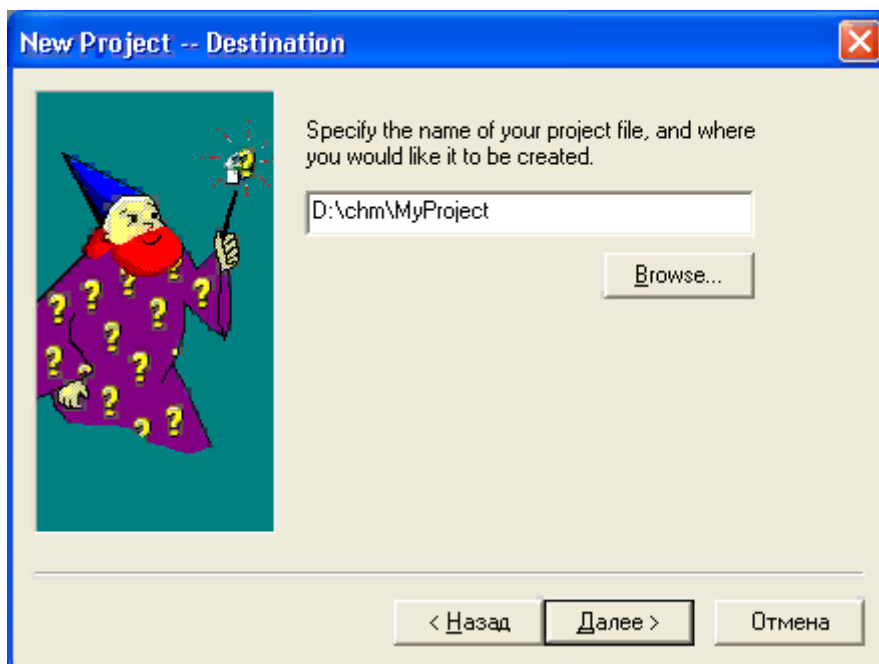 New Project -- Destination
Specify the name of your project file, and where
you would like it to be created.
D:\chm\MyProject
Browse...
< Назад
Далее >
Отмена